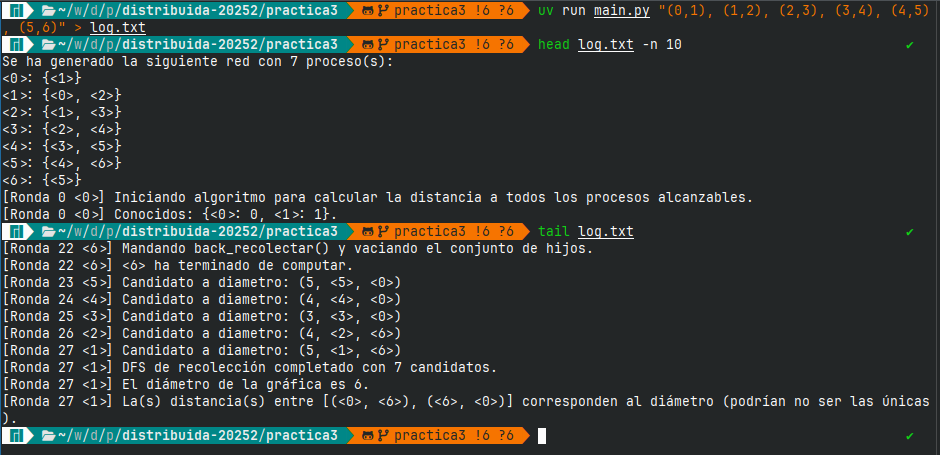 ~/w/d/p/distribuida-20252/practica3 practica3 !6 ?6 uv run main.py "(0,1), (1,2), (2,3), (3,4), (4,5)
, (5,6)" > log.txt
~/w/d/p/distribuida-20252/practica3 practica3 !6 ?6 head log.txt -n 10 ✔
Se ha generado la siguiente red con 7 proceso(s):
<0>: {<1>}
<1>: {<0>, <2>}
<2>: {<1>, <3>}
<3>: {<2>, <4>}
<4>: {<3>, <5>}
<5>: {<4>, <6>}
<6>: {<5>}
[Ronda 0 <0>] Iniciando algoritmo para calcular la distancia a todos los procesos alcanzables.
[Ronda 0 <0>] Conocidos: {<0>: 0, <1>: 1}.
~/w/d/p/distribuida-20252/practica3 practica3 !6 ?6 tail log.txt ✔
[Ronda 22 <6>] Mandando back_recolectar() y vaciando el conjunto de hijos.
[Ronda 22 <6>] <6> ha terminado de computar.
[Ronda 23 <5>] Candidato a diametro: (5, <5>, <0>)
[Ronda 24 <4>] Candidato a diametro: (4, <4>, <0>)
[Ronda 25 <3>] Candidato a diametro: (3, <3>, <0>)
[Ronda 26 <2>] Candidato a diametro: (4, <2>, <6>)
[Ronda 27 <1>] Candidato a diametro: (5, <1>, <6>)
[Ronda 27 <1>] DFS de recolección completado con 7 candidatos.
[Ronda 27 <1>] El diámetro de la gráfica es 6.
[Ronda 27 <1>] La(s) distancia(s) entre [(<0>, <6>), (<6>, <0>)] corresponden al diámetro (podrían no ser las únicas
).
~/w/d/p/distribuida-20252/practica3 practica3 !6 ?6 ✔